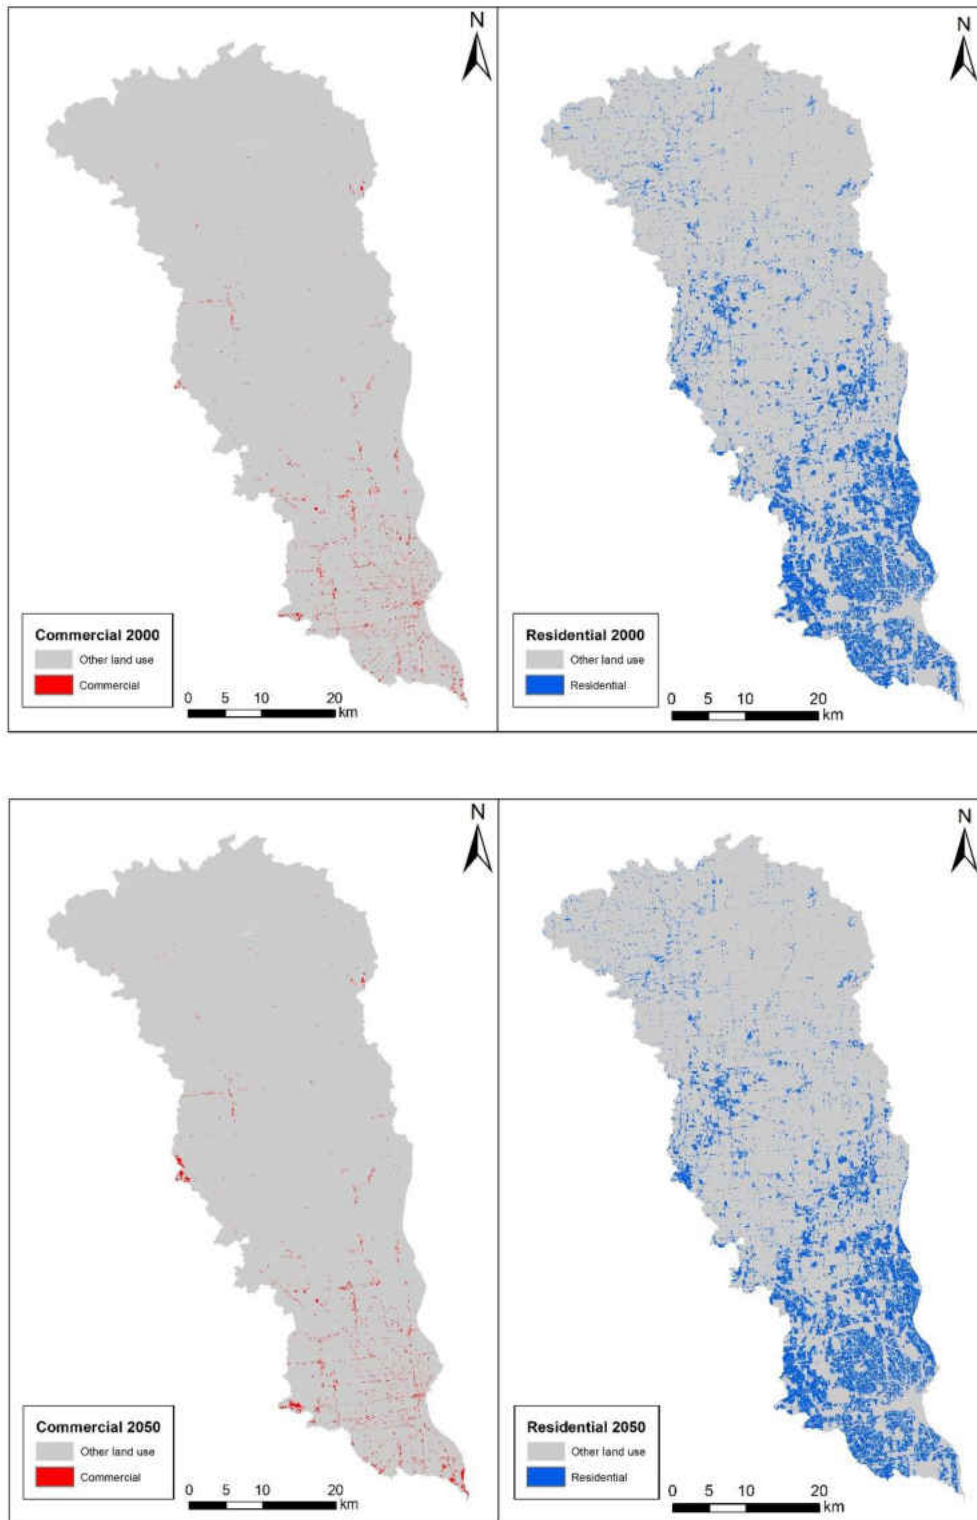 N
Commercial 2000
Other land use
Commercial
0 5 10 20
km
N
Residential 2000
Other land use
Residential
0 5 10 20
km
N
Commercial 2050
Other land use
Commercial
0 5 10 20
km
N
Residential 2050
Other land use
Residential
0 5 10 20
km